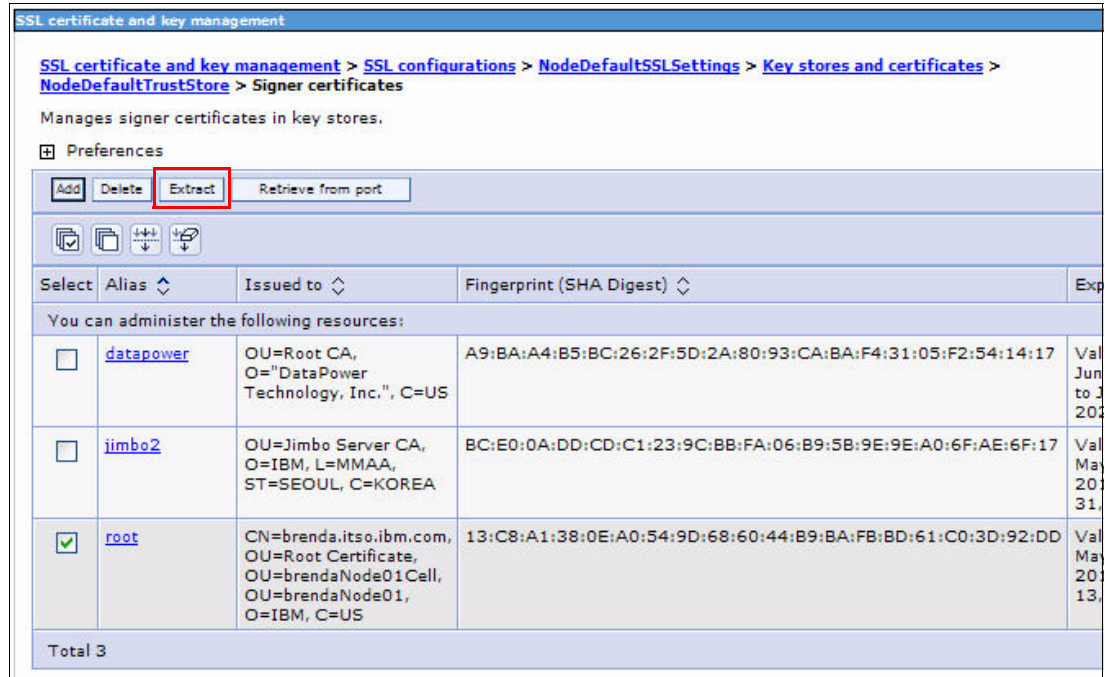 SSL certificate and key management
SSL certificate and key management > SSL configurations > NodeDefaultSSLSettings > Key stores and certificates >
NodeDefaultTrustStore > Signer certificates
Manages signer certificates in key stores.
Preferences
Add Delete Extract Retrieve from port
Select Alias Issued to Fingerprint (SHA Digest) Exp
You can administer the following resources:
datapower OU=Root CA, A9:BA:A4:B5:BC:26:2F:5D:2A:80:93:CA:BA:F4:31:05:F2:54:14:17 Val
O="DataPower Jun
Technology, Inc.", C=US to J
202
jimbo2 OU=Jimbo Server CA, BC:E0:0A:DD:CD:C1:23:9C:BB:FA:06:B9:5B:9E:9E:A0:6F:AE:6F:17 Val
O=IBM, L=MMAA, May
ST=SEOUL, C=KOREA 201
31,
root CN=brenda.itso.ibm.com, 13:C8:A1:38:0E:A0:54:9D:68:60:44:B9:BA:FB:BD:61:C0:3D:92:DD Val
OU=Root Certificate, May
OU=brendaNode01Cell, 201
OU=brendaNode01, 13,
O=IBM, C=US
Total 3